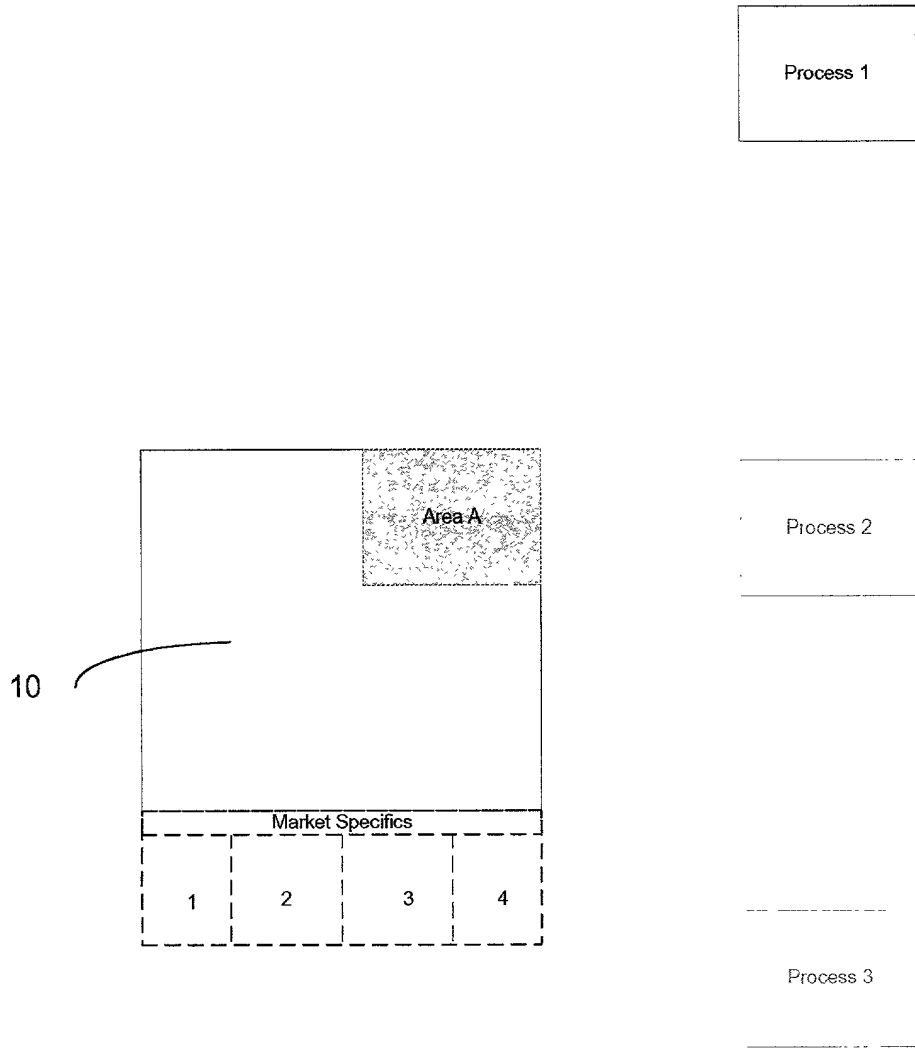 Process 1
Area A
Process 2
10
Market Specifics
1 2 3 4
Process 3